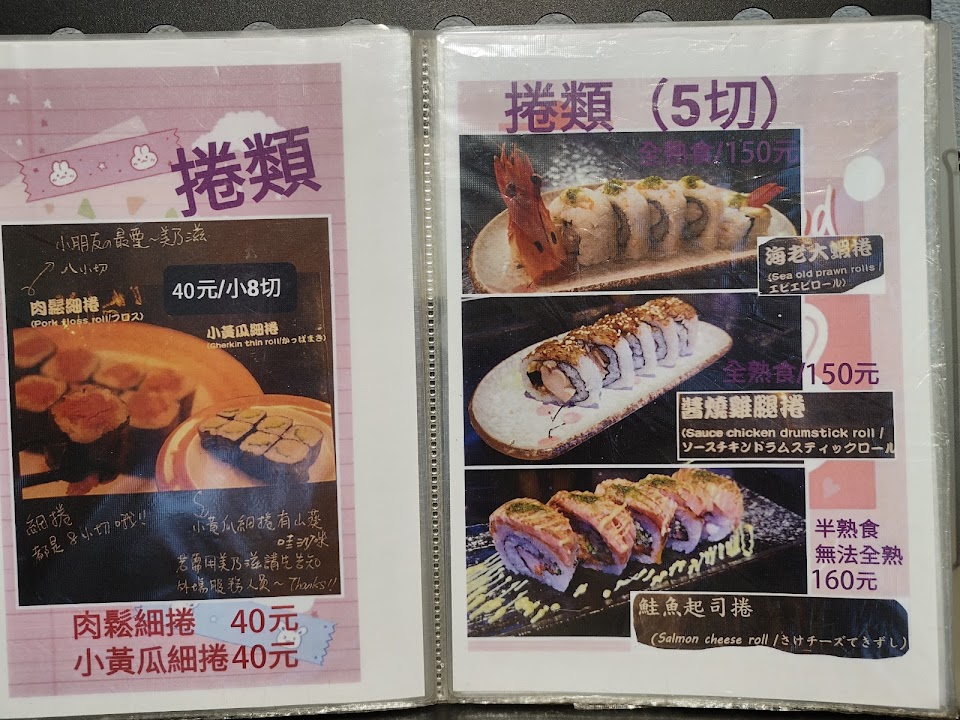 捲類
小朋友の最愛~美乃滋
八小切
40元/小8切
肉鬆細捲
(Pork floss roll/フロス)
小黃瓜細捲
(Gherkin thin roll/かっぱまき)
細捲
都是8小切哦!!
小黃瓜細捲有山葵
哇沙米
若需用美乃滋請先告知
外場服務人員~Thanks!!
肉鬆細捲 40元
小黃瓜細捲40元
捲類（5切）
全熟食/150元
海老大蝦捲
(Sea old prawn rolls /
エビエビロール)
全熟食/150元
醬燒雞腿捲
(Sauce chicken drumstick roll /
ソースチキンドラムスティックロール
半熟食
無法全熟
160元
鮭魚起司捲
(Salmon cheese roll /さけチーズてきずし)